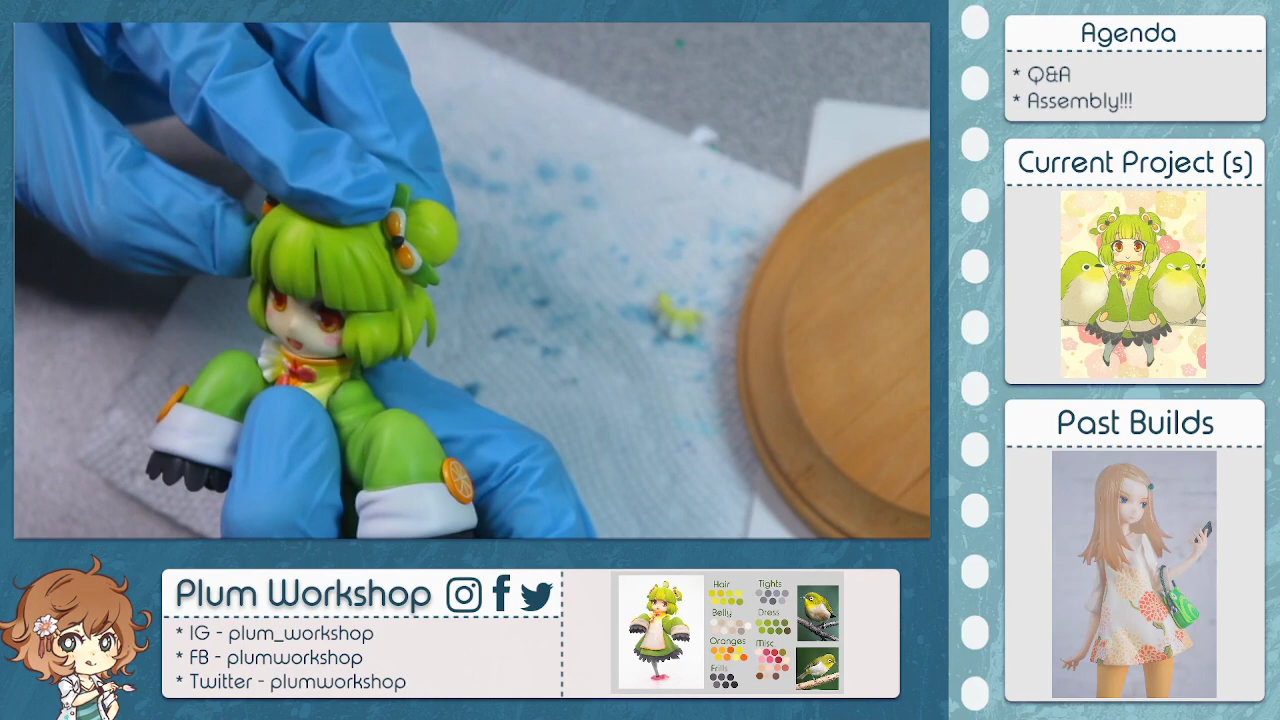 Agenda
* Q&A
* Assembly!!!
Current Project (s)
Past Builds
Plum Workshop
* IG - plum_workshop
* FB - plumworkshop
* Twitter - plumworkshop
Hair
Tights
Belly
Dress
Oranges
Misc
Frills